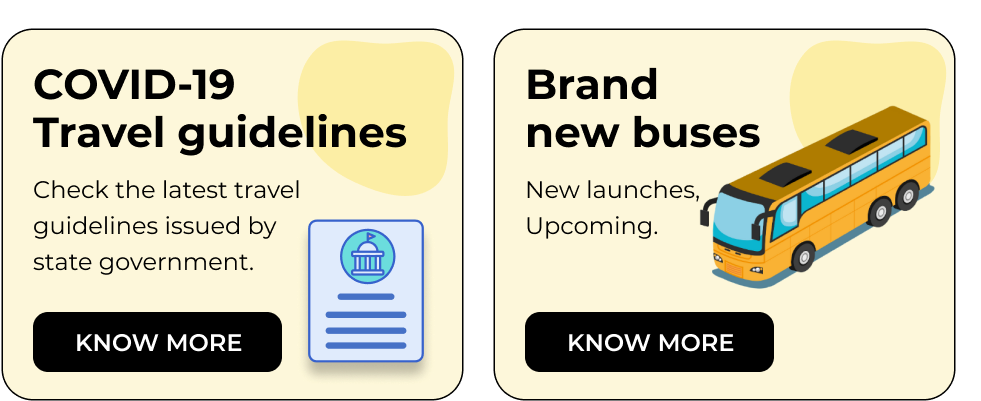 COVID-19
Travel guidelines
Check the latest travel
guidelines issued by
state government.
KNOW MORE
Brand
new buses
New launches,
Upcoming.
KNOW MORE